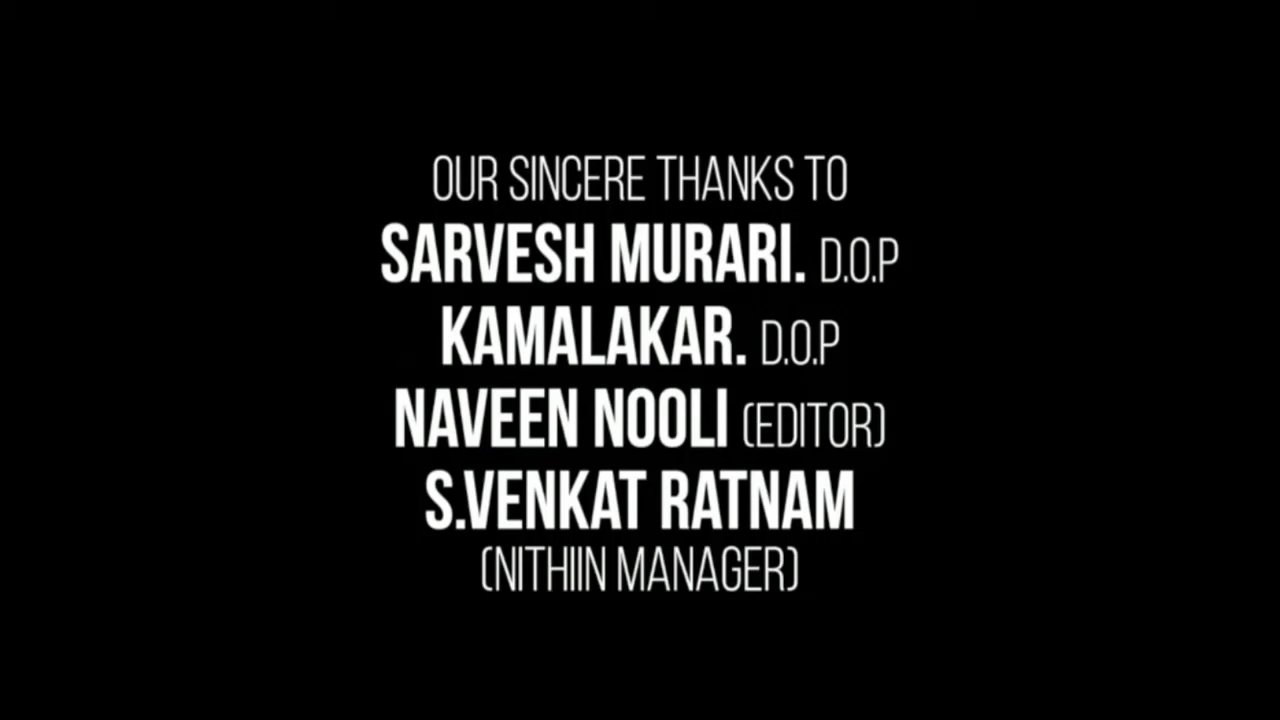 OUR SINCERE THANKS TO
SARVESH MURARI. D.O.P
KAMALAKAR. D.O.P
NAVEEN NOOLI (EDITOR)
S.VENKAT RATNAM
(NITHIIN MANAGER)